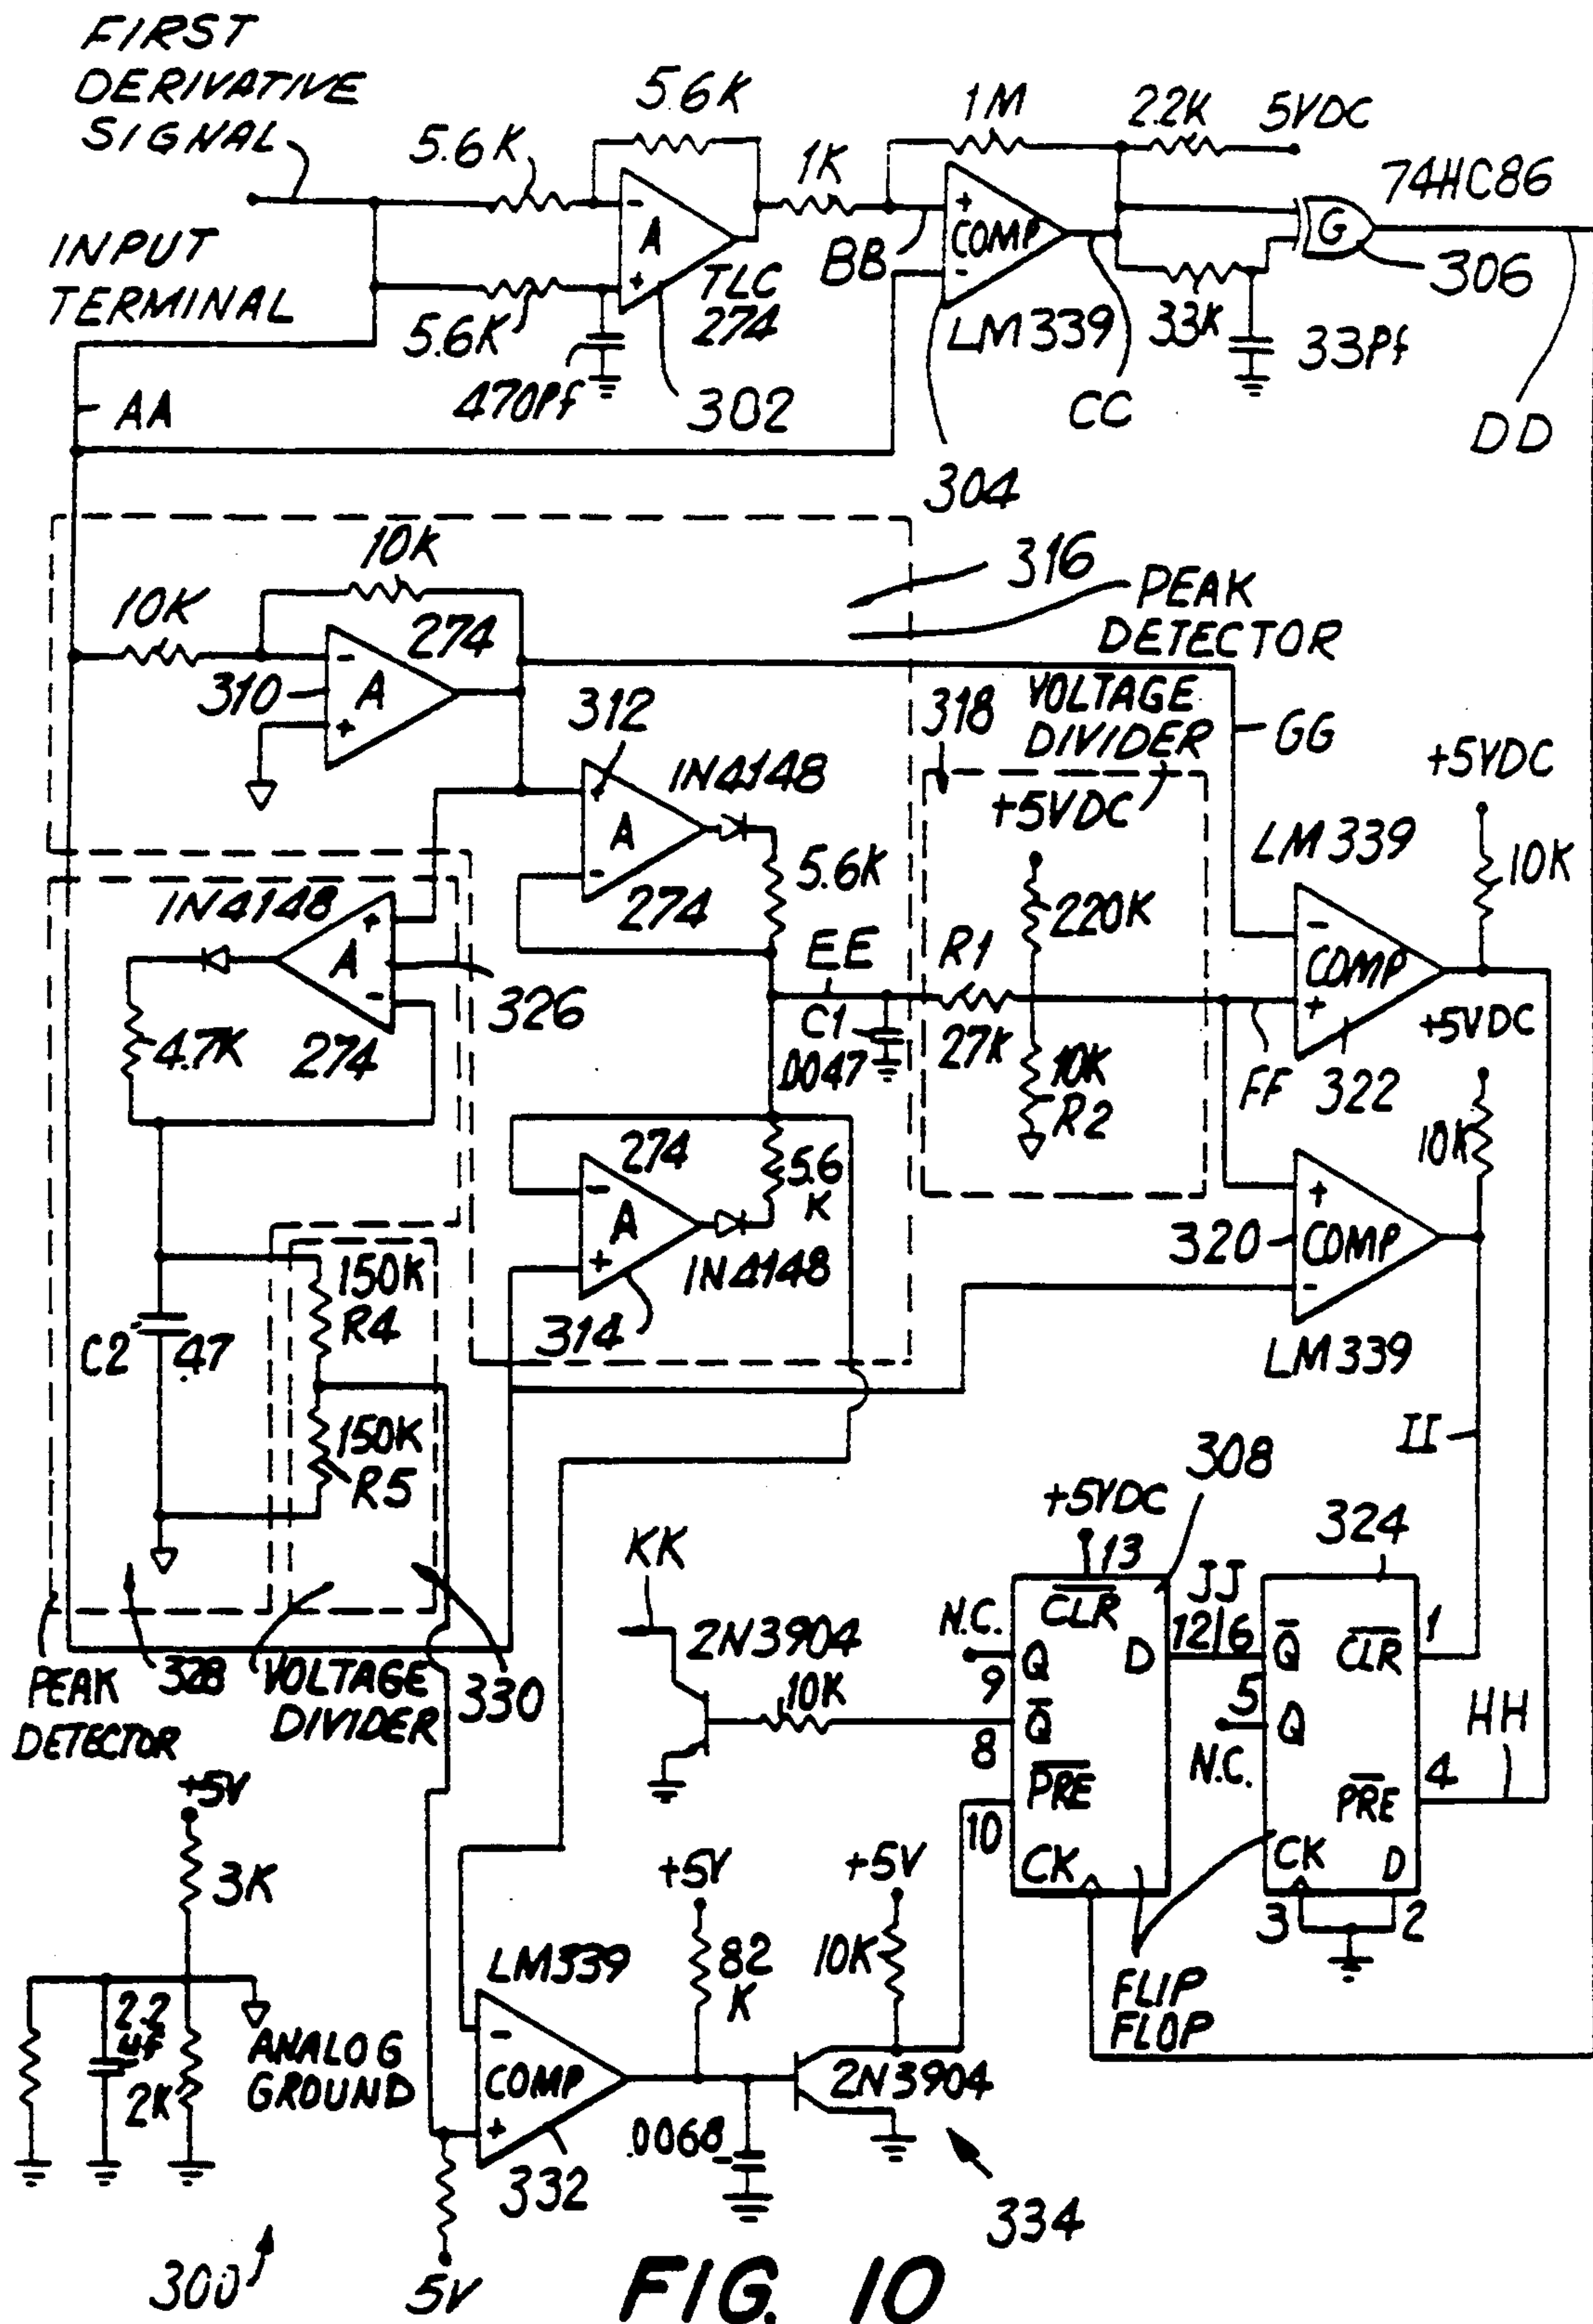 FIRST
DERIVATIVE
SIGNAL
5.6K
5.6K
1K
1M
2.2K
5VDC
74HC86
INPUT
TERMINAL
- A +
TLC
274
BB
+ COMP -
LM339
CC
G
306
5.6K
470Pf
302
33K
33Pf
DD
AA
304
10K
10K
274
310
- A +
316
PEAK
DETECTOR
312
1N4148
+ A -
274
5.6K
318
VOLTAGE
DIVIDER
+5VDC
220K
GG
+5VDC
10K
LM339
- COMP +
322
1N4148
A + -
326
274
4.7K
EE
C1
.0047
R1
27K
10K
R2
FF
+5VDC
10K
274
- A +
5.6
K
1N4148
314
320
+ COMP -
LM339
150K
R4
C2
.47
150K
R5
II
308
+5VDC
13
324
KK
2N3904
10K
N.C.
9
Q
CLR
D
JJ
12
6
Q̅
CLR
1
8
Q̅
PRE
10
CK
5
Q
N.C.
PRE
4
HH
CK
D
3
2
PEAK
DETECTOR
328
VOLTAGE
DIVIDER
330
FLIP
FLOP
+5V
3K
2.2
uf
2K
ANALOG
GROUND
LM339
- COMP +
332
+5V
82
K
+5V
10K
2N3904
.0068
334
5V
300
FIG. 10